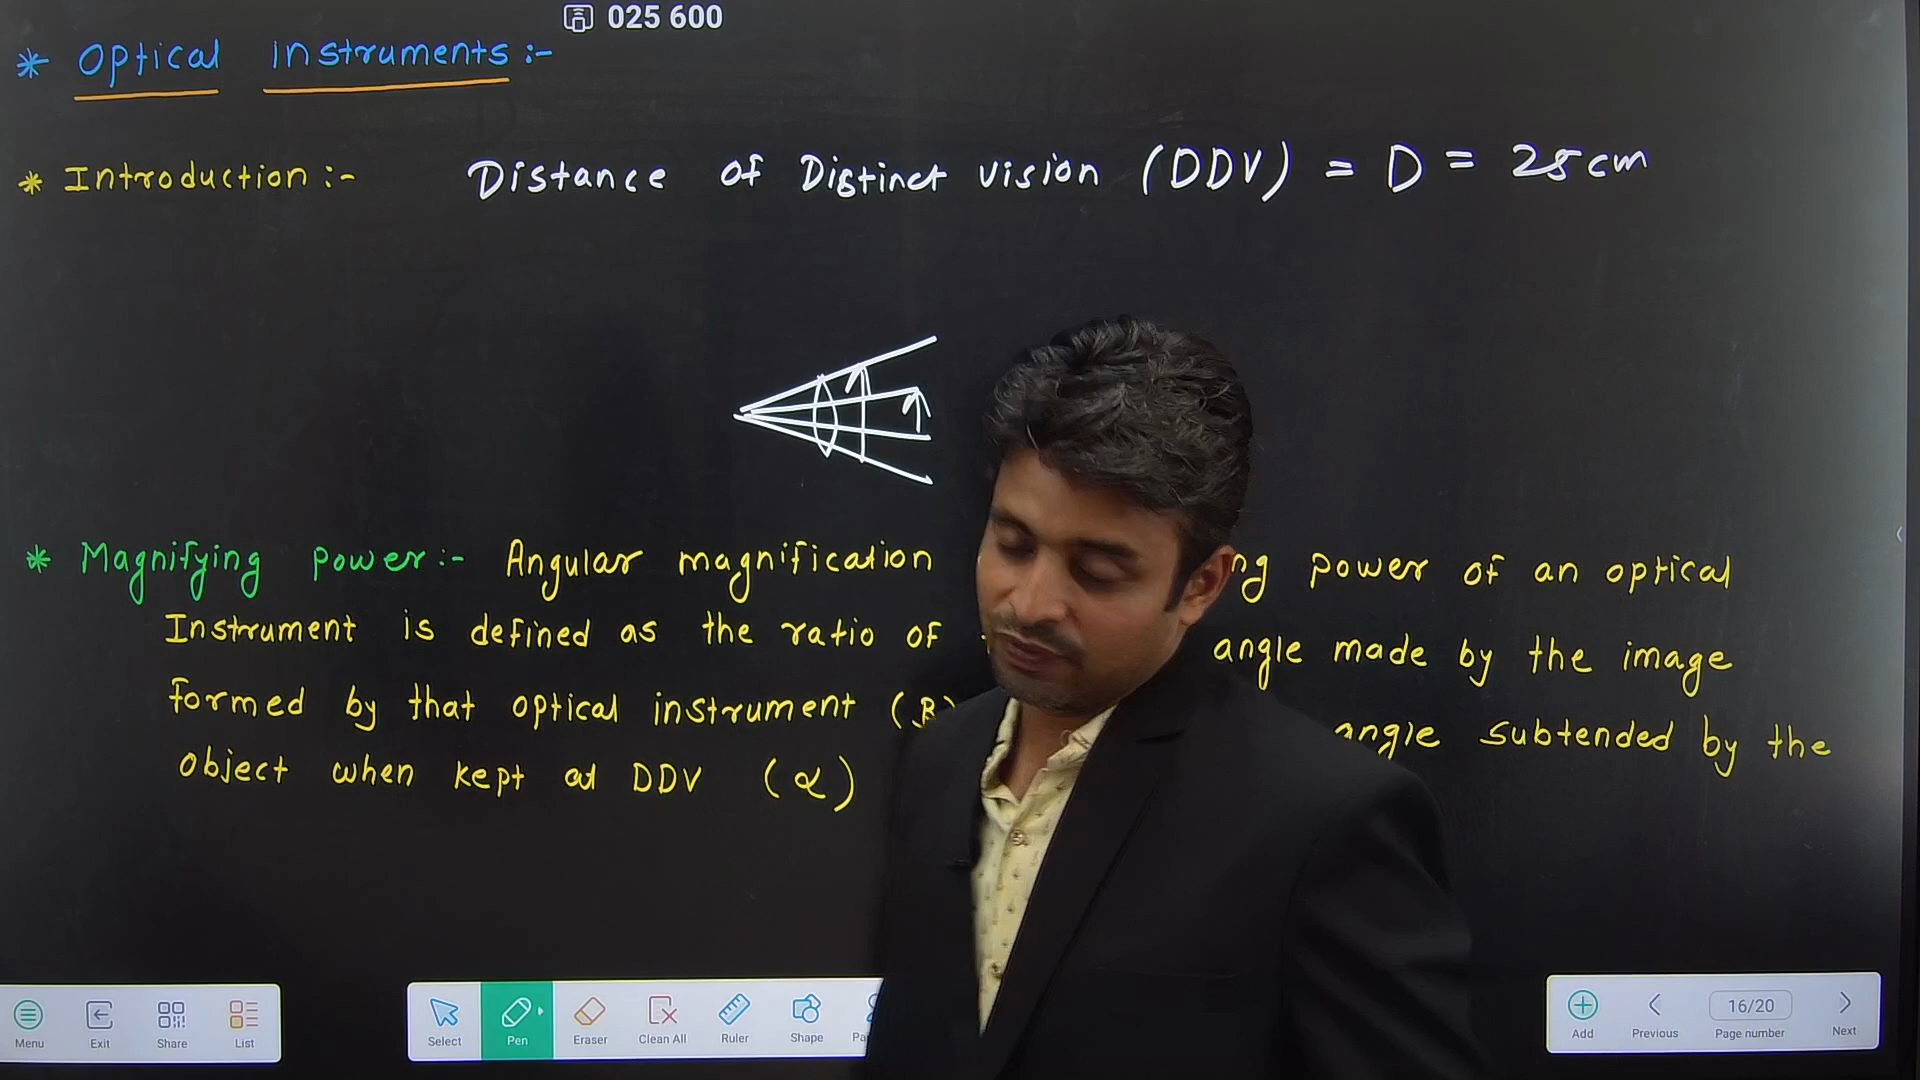 025 600
* Optical instruments :-
* Introduction :- Distance of Distinct vision (DDV) = D = 25 cm
* Magnifying power :- Angular magnification ng power of an optical
Instrument is defined as the ratio of angle made by the image
formed by that optical instrument (β) angle subtended by the
object when kept at DDV (α)
Menu Exit Share List Select Pen Eraser Clean All Ruler Shape Pa Add Previous 16/20 Page number Next